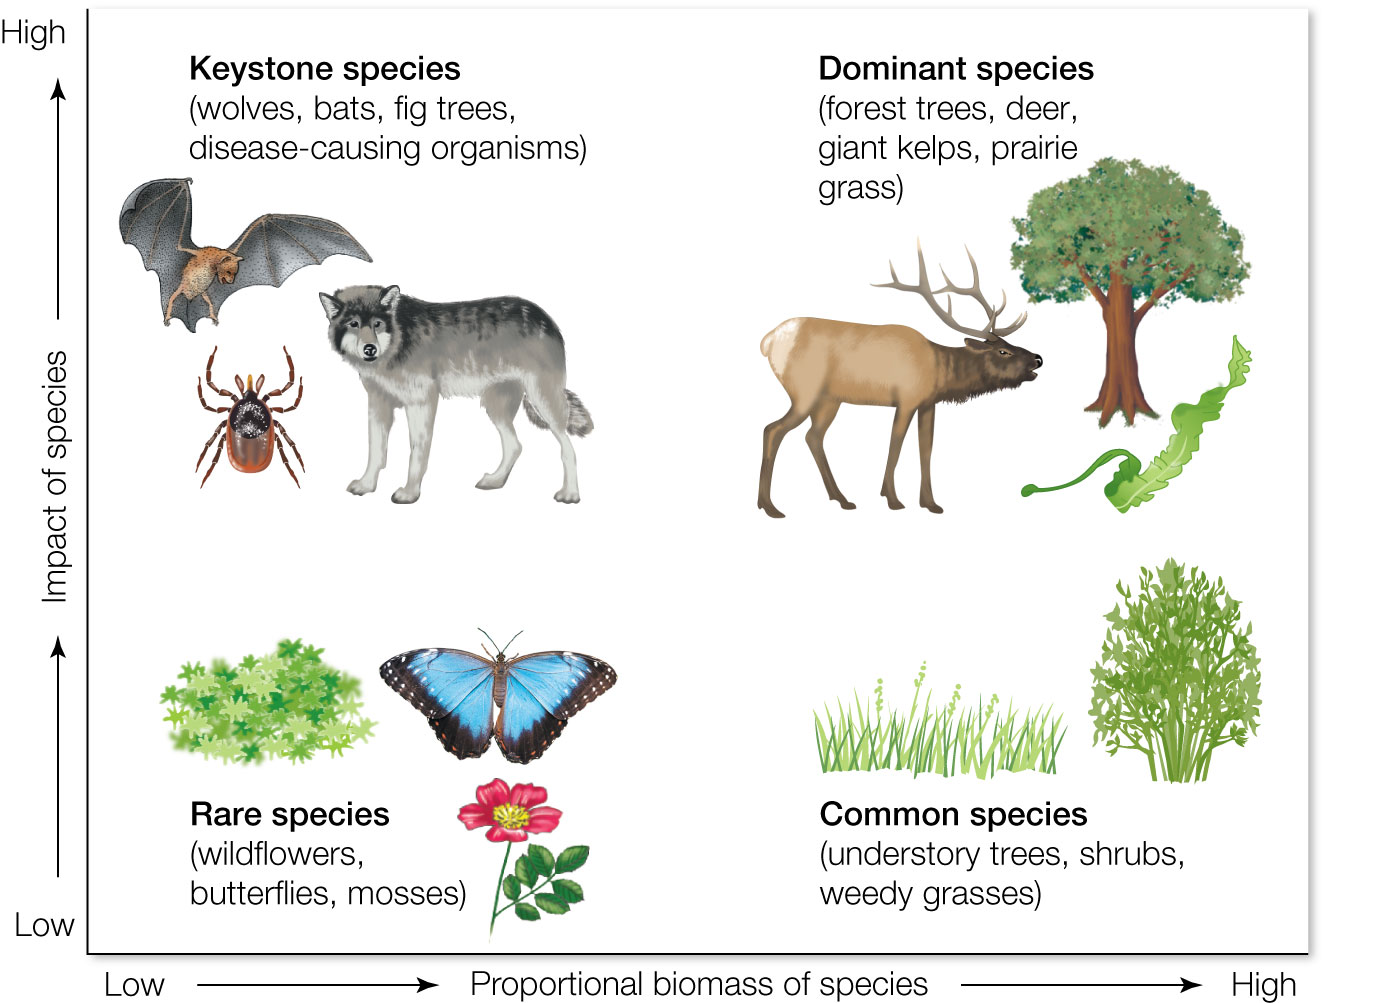 High
Keystone species
(wolves, bats, fig trees,
disease-causing organisms)
Dominant species
(forest trees, deer,
giant kelps, prairie
grass)
Impact of species
Rare species
(wildflowers,
butterflies, mosses)
Common species
(understory trees, shrubs,
weedy grasses)
Low
Low
Proportional biomass of species
High